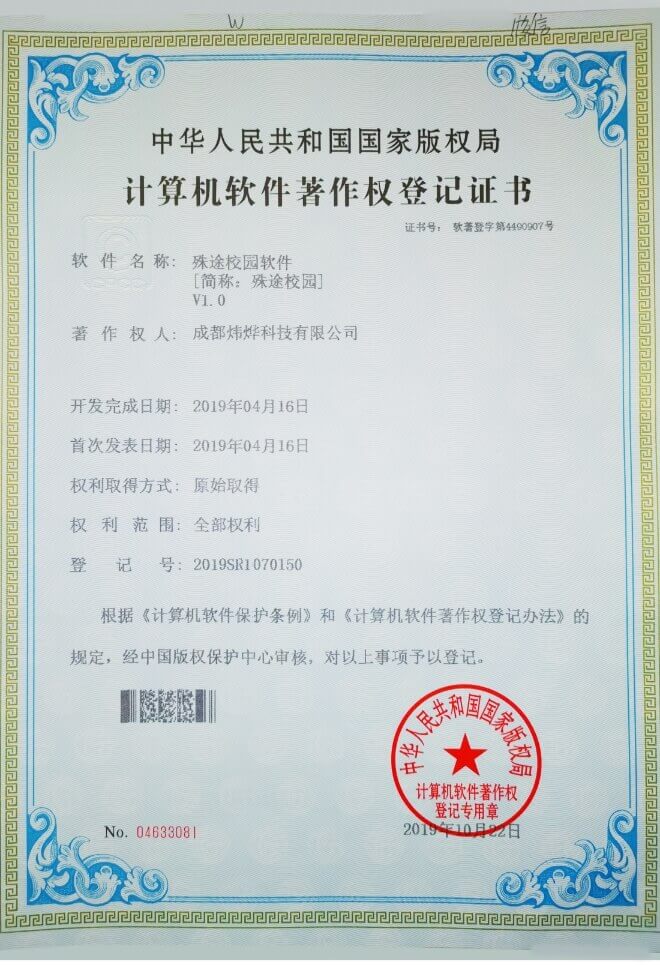 W
中华人民共和国国家版权局
计算机软件著作权登记证书
证书号： 软著登字第4490907号
软件名称： 殊途校园软件
[简称：殊途校园]
V1.0
著作权人： 成都炜烨科技有限公司
开发完成日期： 2019年04月16日
首次发表日期： 2019年04月16日
权利取得方式： 原始取得
权利范围： 全部权利
登记号： 2019SR1070150
根据《计算机软件保护条例》和《计算机软件著作权登记办法》的
规定，经中国版权保护中心审核，对以上事项予以登记。
中华人民共和国国家版权局
计算机软件著作权
登记专用章
No. 04633081
2019年10月22日